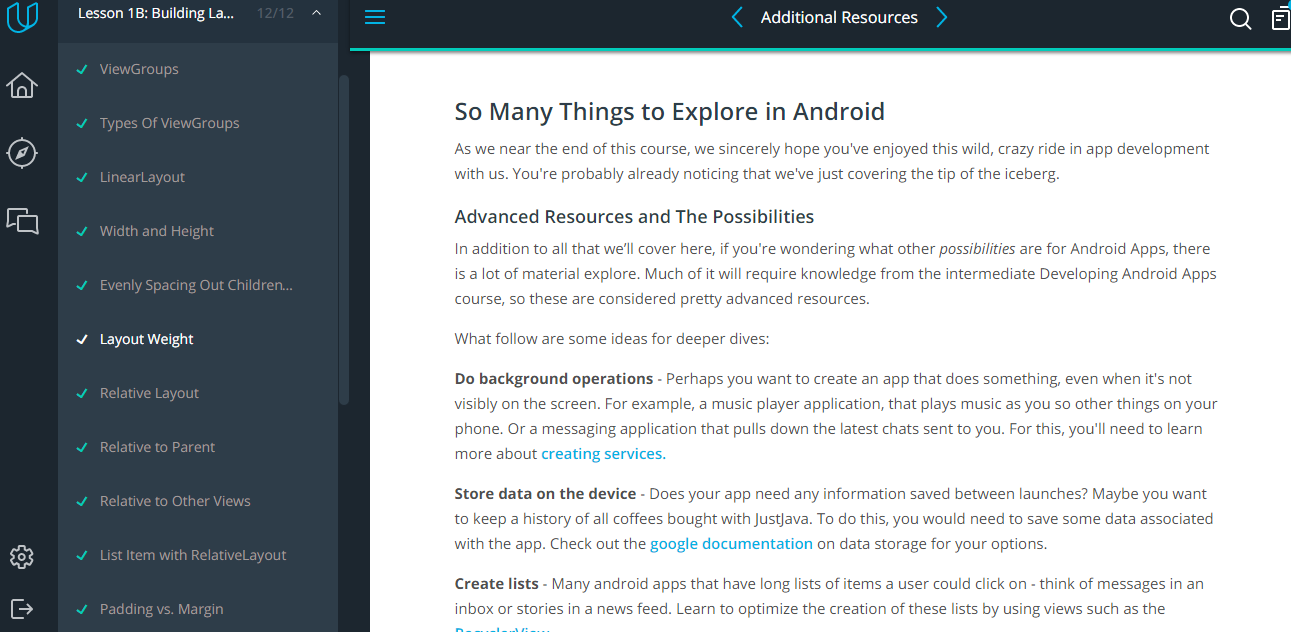 Lesson 1B: Building La... 12/12
ViewGroups
Types Of ViewGroups
LinearLayout
Width and Height
Evenly Spacing Out Children...
Layout Weight
Relative Layout
Relative to Parent
Relative to Other Views
List Item with RelativeLayout
Padding vs. Margin
Additional Resources
So Many Things to Explore in Android
As we near the end of this course, we sincerely hope you've enjoyed this wild, crazy ride in app development
with us. You're probably already noticing that we've just covering the tip of the iceberg.
Advanced Resources and The Possibilities
In addition to all that we’ll cover here, if you're wondering what other possibilities are for Android Apps, there
is a lot of material explore. Much of it will require knowledge from the intermediate Developing Android Apps
course, so these are considered pretty advanced resources.
What follow are some ideas for deeper dives:
Do background operations - Perhaps you want to create an app that does something, even when it's not
visibly on the screen. For example, a music player application, that plays music as you so other things on your
phone. Or a messaging application that pulls down the latest chats sent to you. For this, you'll need to learn
more about creating services.
Store data on the device - Does your app need any information saved between launches? Maybe you want
to keep a history of all coffees bought with JustJava. To do this, you would need to save some data associated
with the app. Check out the google documentation on data storage for your options.
Create lists - Many android apps that have long lists of items a user could click on - think of messages in an
inbox or stories in a news feed. Learn to optimize the creation of these lists by using views such as the
RecyclerView